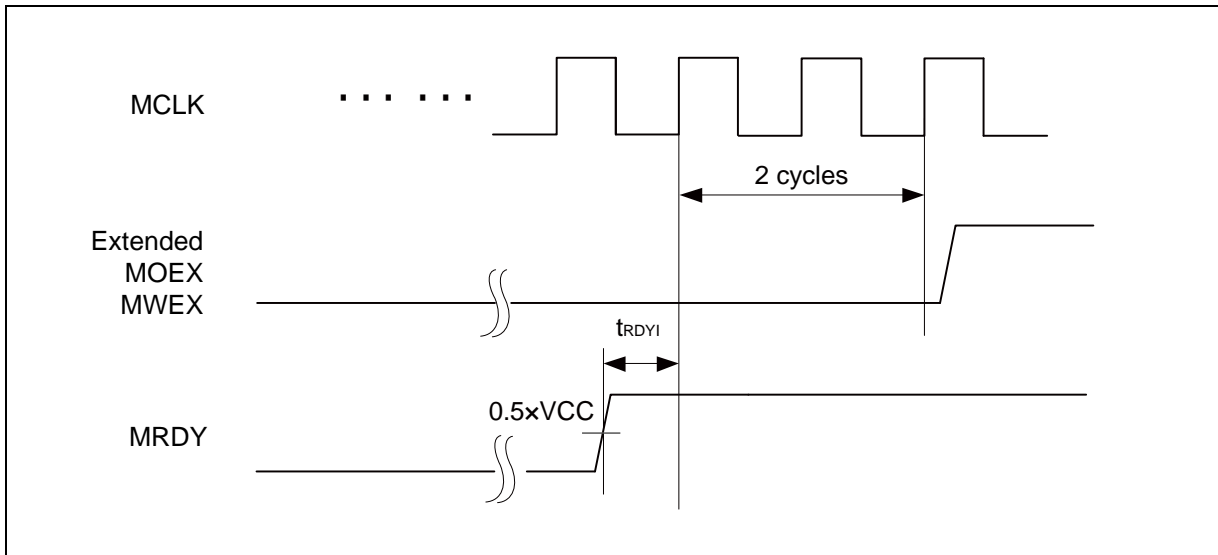 MCLK
... ...
2 cycles
Extended
MOEX
MWEX
tRDYI
0.5×VCC
MRDY